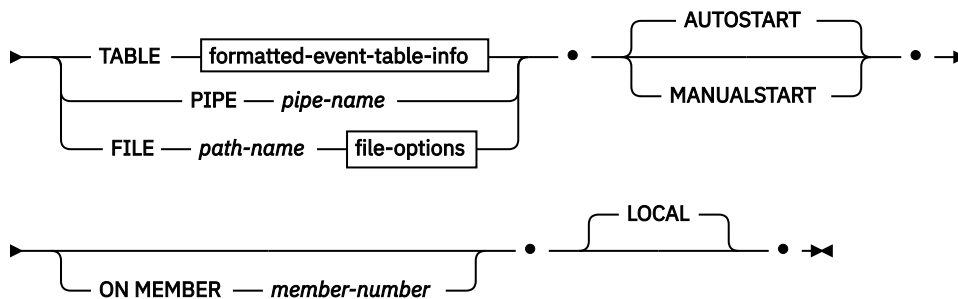 AUTOSTART
TABLE formatted-event-table-info
PIPE pipe-name
MANUALSTART
FILE path-name file-options
LOCAL
ON MEMBER member-number